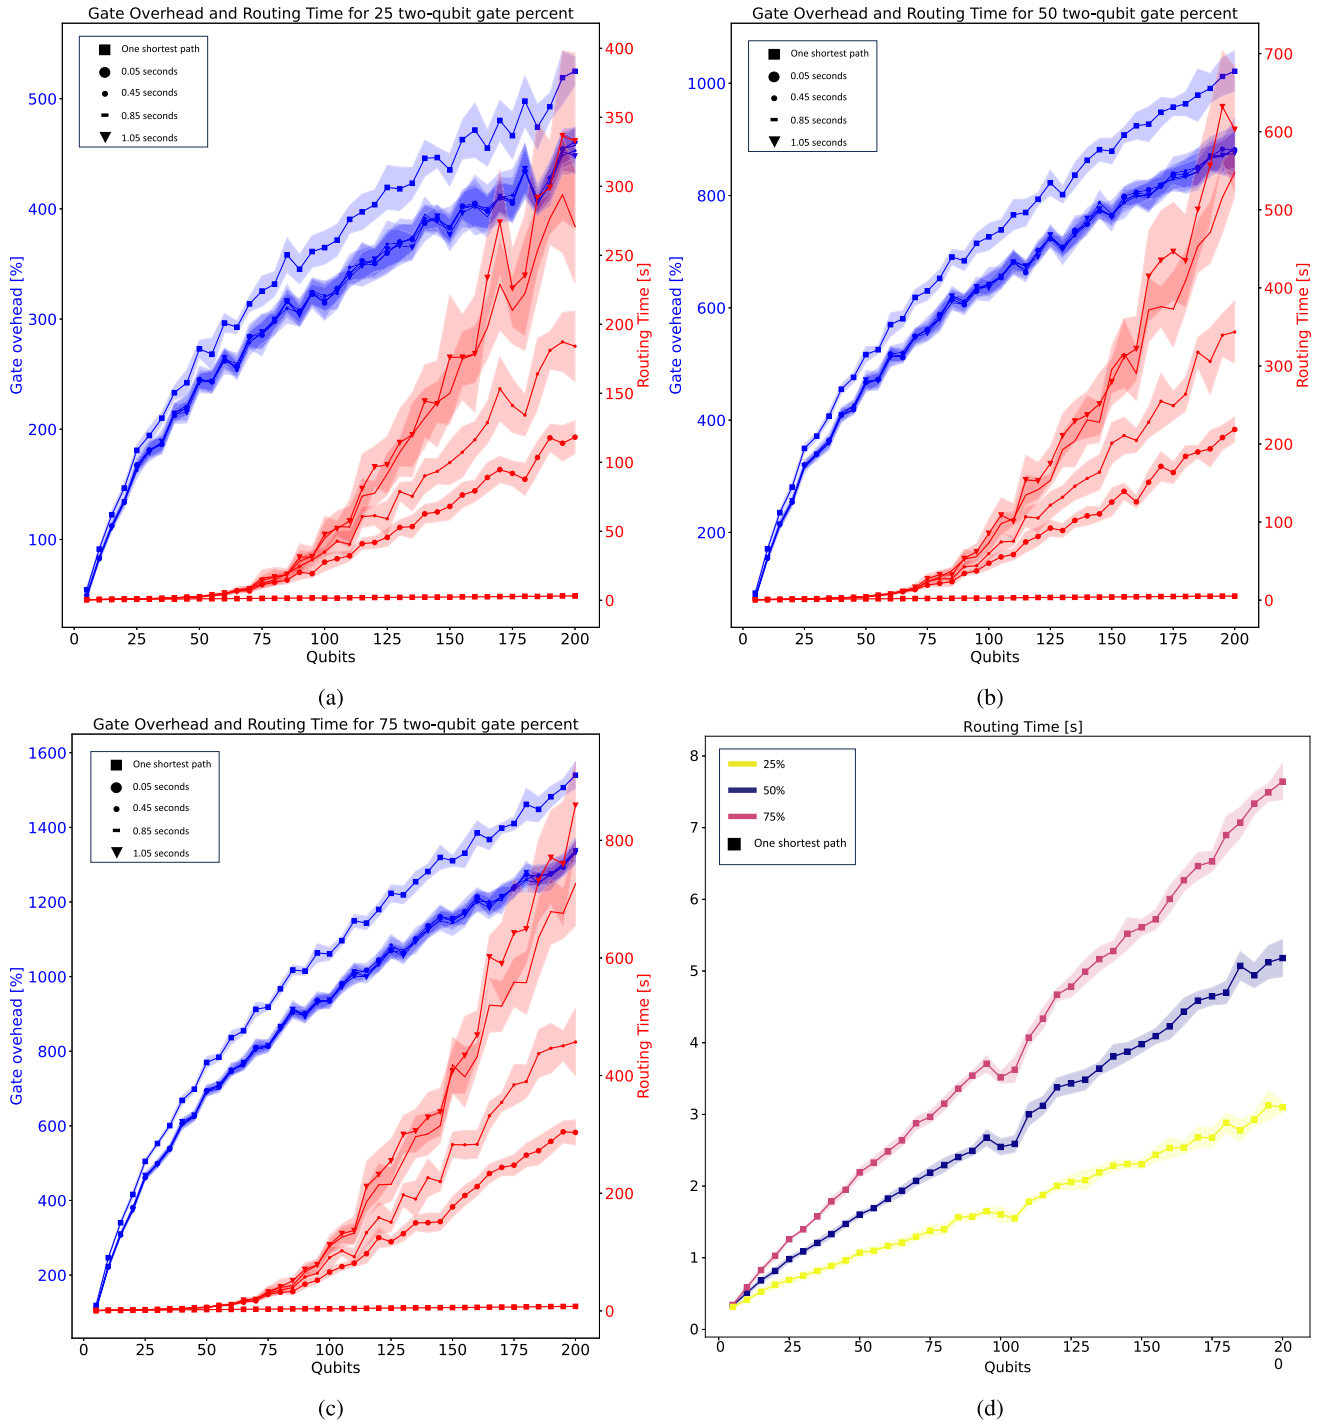 Gate Overhead and Routing Time for 25 two-qubit gate percent
One shortest path
0.05 seconds
0.45 seconds
0.85 seconds
1.05 seconds
500
400
300
200
100
Gate ovehead [%]
400
350
300
250
200
150
100
50
0
Routing Time [s]
0 25 50 75 100 125 150 175 200
Qubits
(a)
Gate Overhead and Routing Time for 50 two-qubit gate percent
One shortest path
0.05 seconds
0.45 seconds
0.85 seconds
1.05 seconds
1000
800
600
400
200
Gate ovehead [%]
700
600
500
400
300
200
100
0
Routing Time [s]
0 25 50 75 100 125 150 175 200
Qubits
(b)
Gate Overhead and Routing Time for 75 two-qubit gate percent
One shortest path
0.05 seconds
0.45 seconds
0.85 seconds
1.05 seconds
1600
1400
1200
1000
800
600
400
200
Gate ovehead [%]
800
600
400
200
0
Routing Time [s]
0 25 50 75 100 125 150 175 200
Qubits
(c)
Routing Time [s]
25%
50%
75%
One shortest path
8
7
6
5
4
3
2
1
0
0 25 50 75 100 125 150 175 20
0
Qubits
(d)